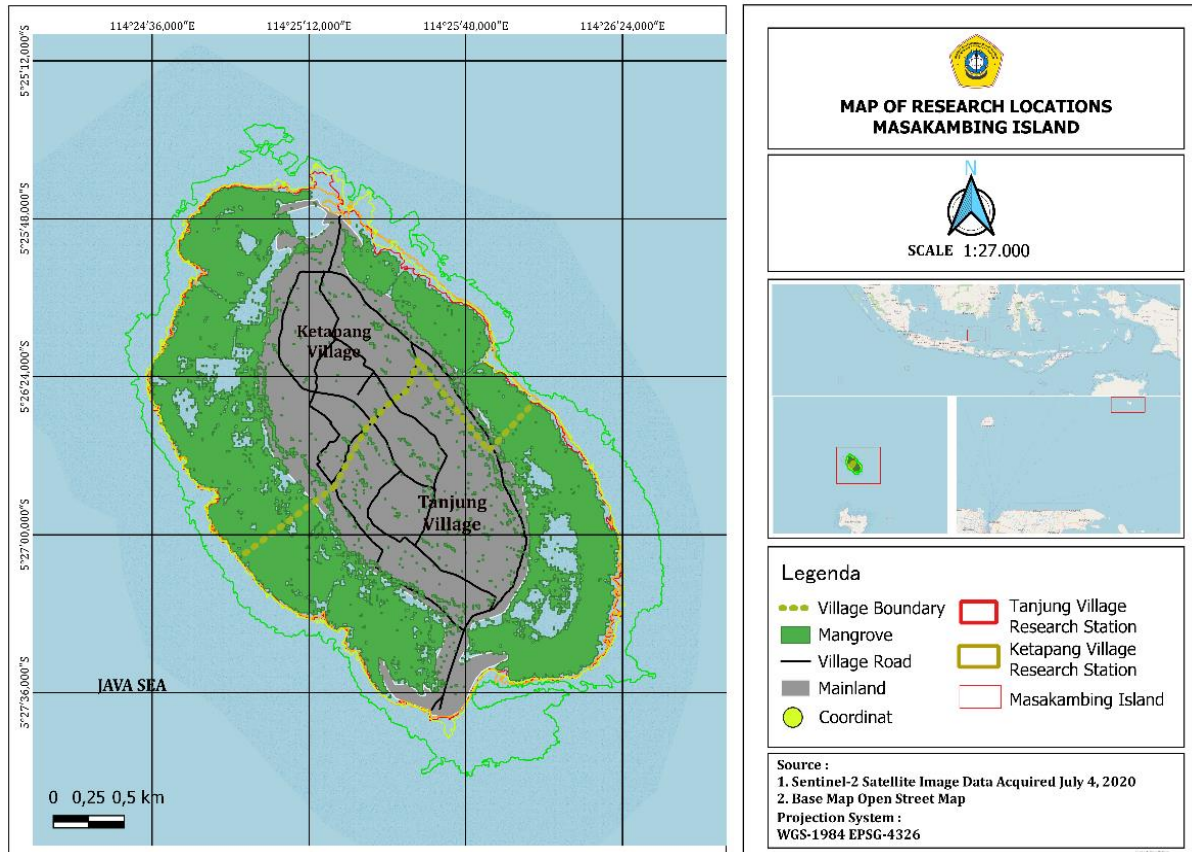 114°24′36,000″E
114°25′12,000″E
114°25′48,000″E
114°26′24,000″E
5°25′12,000″S
5°25′48,000″S
5°26′24,000″S
5°27′00,000″S
5°27′36,000″S
Ketapang
Village
Tanjung
Village
JAVA SEA
0 0,25 0,5 km
MAP OF RESEARCH LOCATIONS
MASAKAMBING ISLAND
N
SCALE 1:27.000
Legenda
Village Boundary
Mangrove
Village Road
Mainland
Coordinat
Tanjung Village
Research Station
Ketapang Village
Research Station
Masakambing Island
Source :
1. Sentinel-2 Satellite Image Data Acquired July 4, 2020
2. Base Map Open Street Map
Projection System :
WGS-1984 EPSG-4326